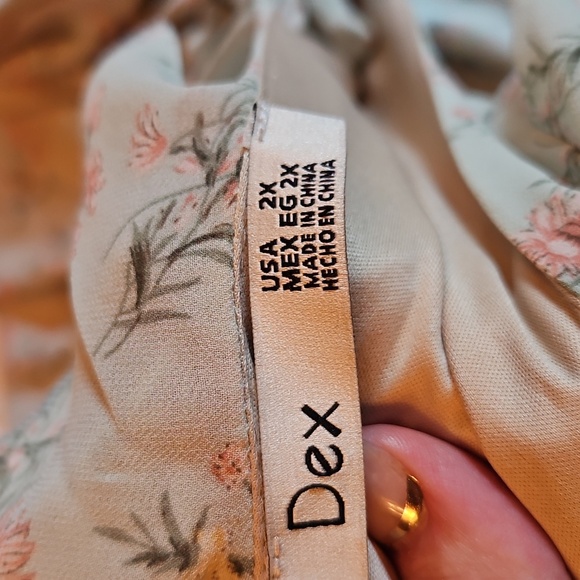 Dex
USA 2X
MEX EG 2X
MADE IN CHINA
HECHO EN CHINA